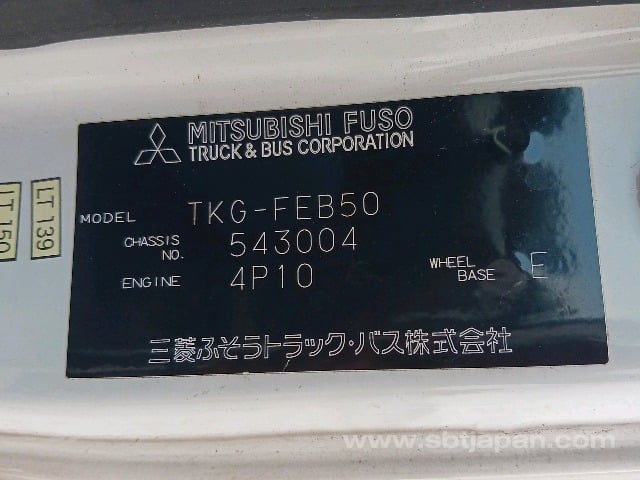 MITSUBISHI FUSO
TRUCK & BUS CORPORATION
MODEL TKG-FEB50
CHASSIS NO. 543004
ENGINE 4P10
WHEEL BASE E
三菱ふそうトラック・バス株式会社
LT 139
LT 150
www.sbtjapan.com